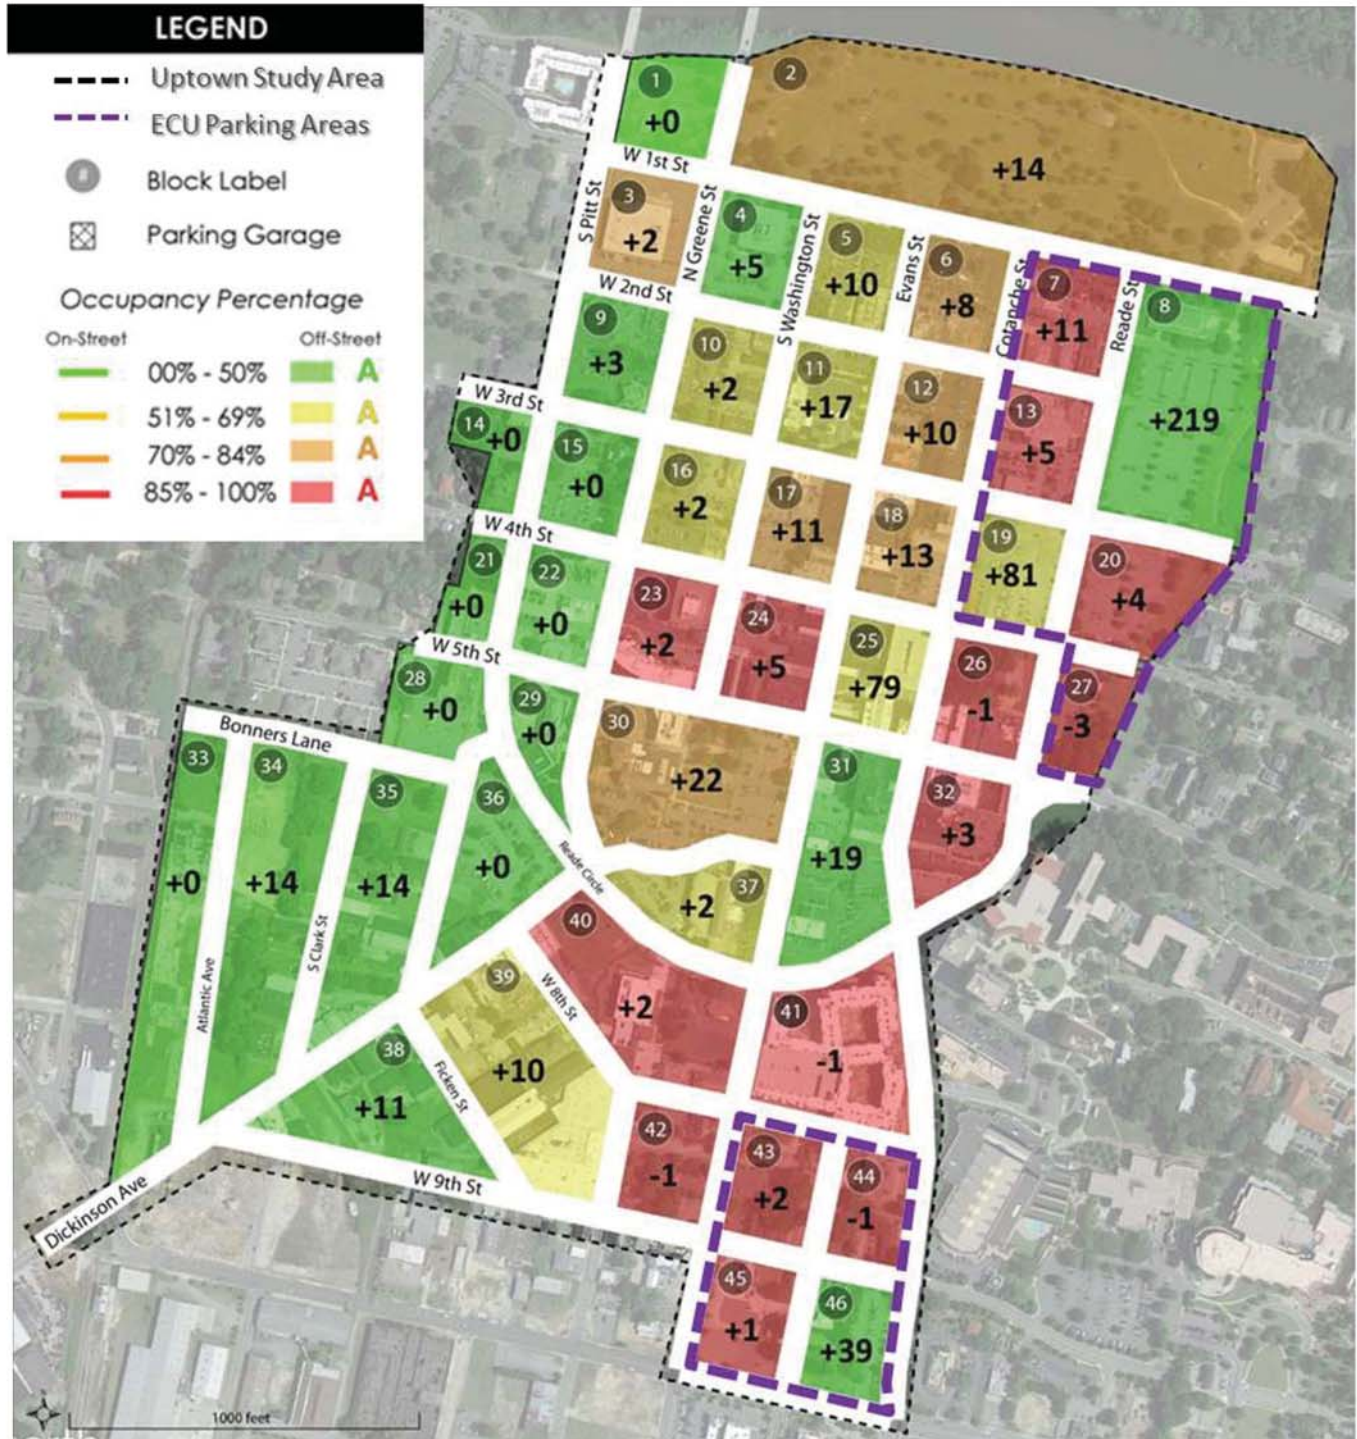 LEGEND
Uptown Study Area
ECU Parking Areas
#
Block Label
Parking Garage
Occupancy Percentage
On-Street
Off-Street
00% - 50%
A
51% - 69%
A
70% - 84%
A
85% - 100%
A
1
+0
2
+14
W 1st St
S Pitt St
3
+2
N Greene St
4
+5
S Washington St
5
+10
Evans St
6
+8
Cotanche St
7
+11
Reade St
8
+219
W 2nd St
9
+3
10
+2
11
+17
12
+10
13
+5
W 3rd St
14
+0
15
+0
16
+2
17
+11
18
+13
19
+81
20
+4
W 4th St
21
+0
22
+0
23
+2
24
+5
25
+79
26
-1
27
-3
W 5th St
28
+0
29
+0
30
+22
31
+19
32
+3
Bonners Lane
33
+0
34
+14
35
+14
36
+0
Reade Circle
37
+2
Atlantic Ave
S Clark St
38
+11
Ficken St
39
+10
W 8th St
40
+2
41
-1
42
-1
43
+2
44
-1
W 9th St
Dickinson Ave
45
+1
46
+39
1000 feet